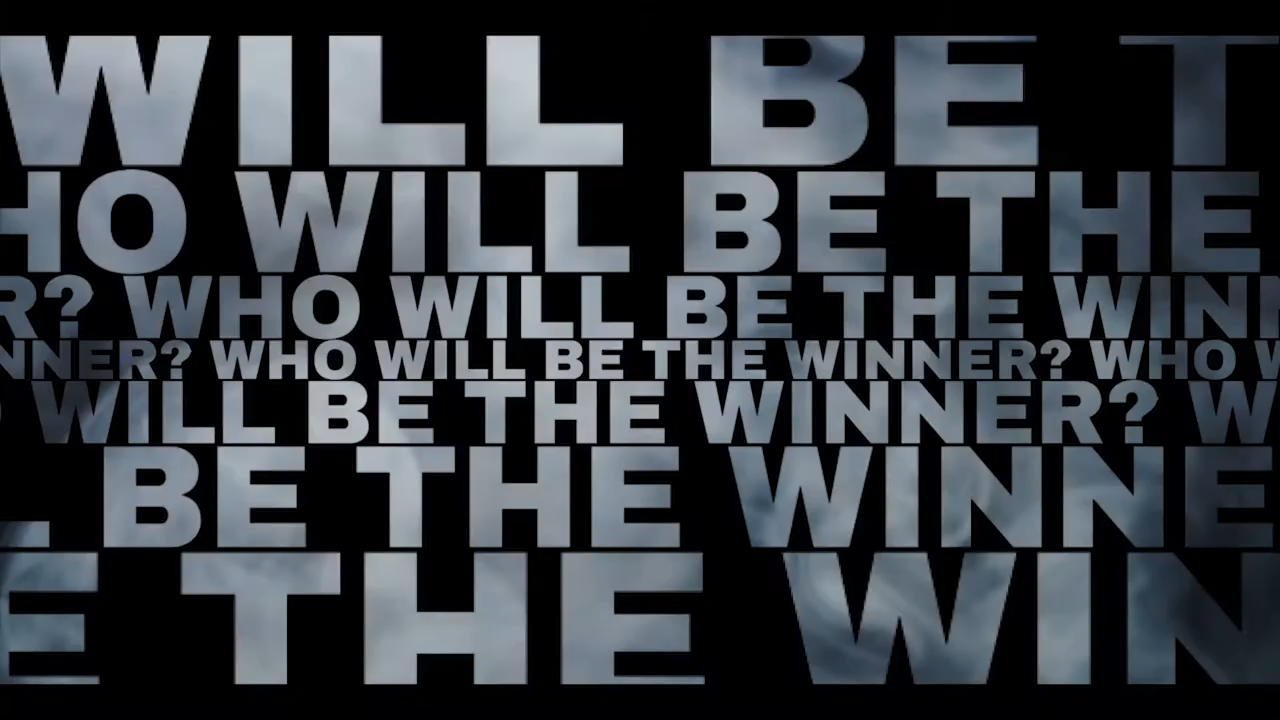 WILL BE T
HO WILL BE THE
R? WHO WILL BE THE WINN
NNER? WHO WILL BE THE WINNER? WHO W
O WILL BE THE WINNER? W
L BE THE WINNE
E THE WIN